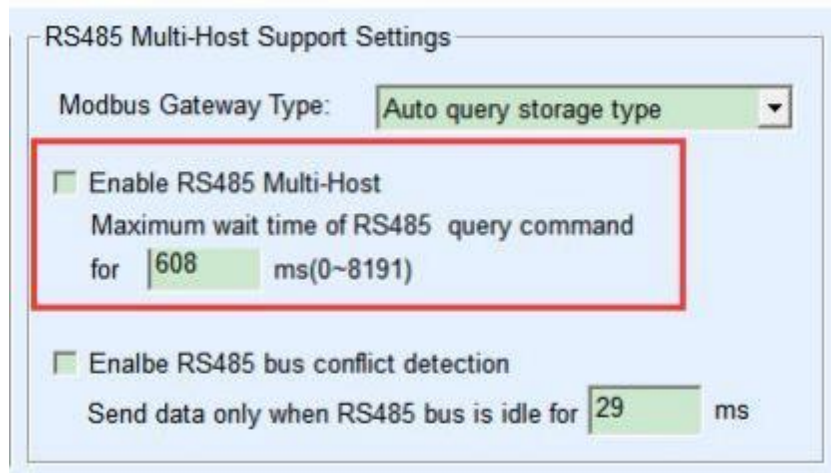 RS485 Multi-Host Support Settings
Modbus Gateway Type: Auto query storage type
Enable RS485 Multi-Host
Maximum wait time of RS485 query command
for 608 ms(0~8191)
Enalbe RS485 bus conflict detection
Send data only when RS485 bus is idle for 29 ms